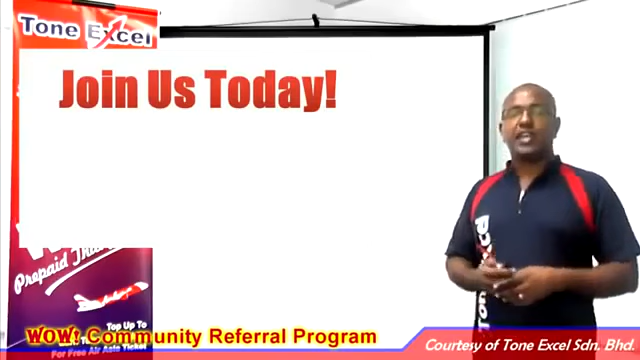 Tone Excel
Join Us Today!
Prepaid That
Top Up To
For Free Air Asia Ticket
WOW! Community Referral Program
Courtesy of Tone Excel Sdn. Bhd.